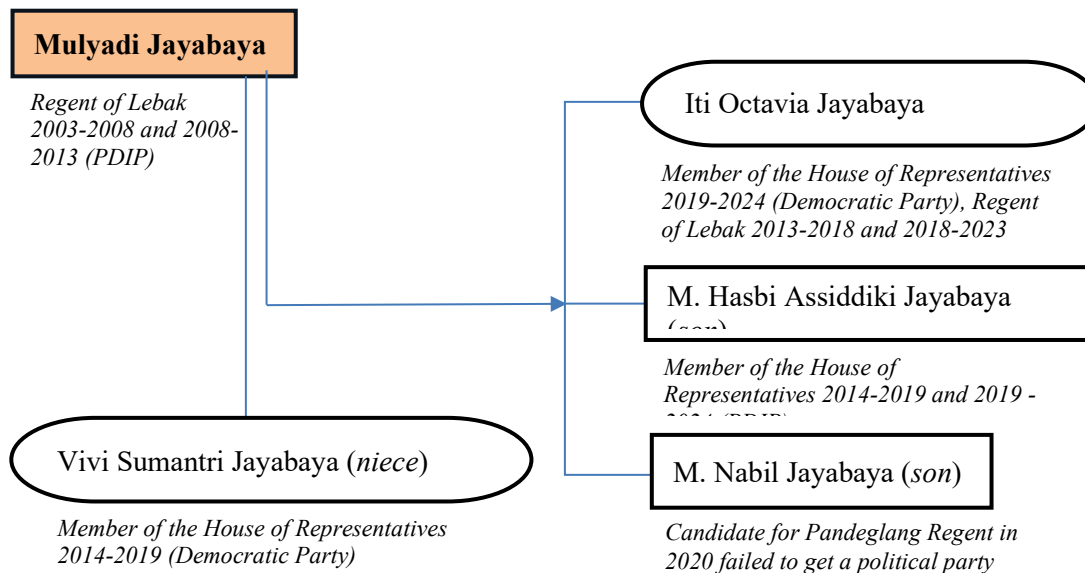 Mulyadi Jayabaya
Regent of Lebak
2003-2008 and 2008-
2013 (PDIP)
Iti Octavia Jayabaya
Member of the House of Representatives
2019-2024 (Democratic Party), Regent
of Lebak 2013-2018 and 2018-2023
M. Hasbi Assiddiki Jayabaya
Member of the House of
Representatives 2014-2019 and 2019 -
Vivi Sumantri Jayabaya (niece)
Member of the House of Representatives
2014-2019 (Democratic Party)
M. Nabil Jayabaya (son)
Candidate for Pandeglang Regent in
2020 failed to get a political party